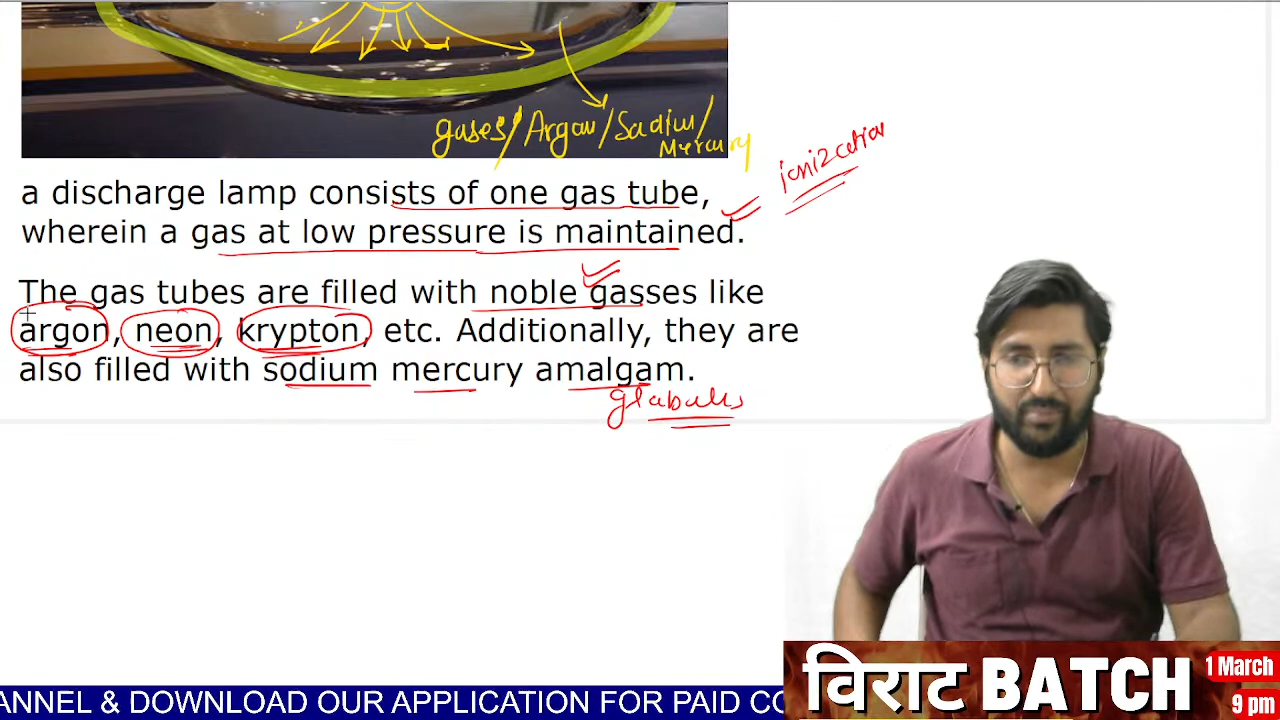 gases/Argon/Sadium/
Mercury
ionization
a discharge lamp consists of one gas tube,
wherein a gas at low pressure is maintained.
The gas tubes are filled with noble gasses like
argon, neon, krypton, etc. Additionally, they are
also filled with sodium mercury amalgam.
विराट BATCH
1 March
9 pm
ANNEL & DOWNLOAD OUR APPLICATION FOR PAID CO